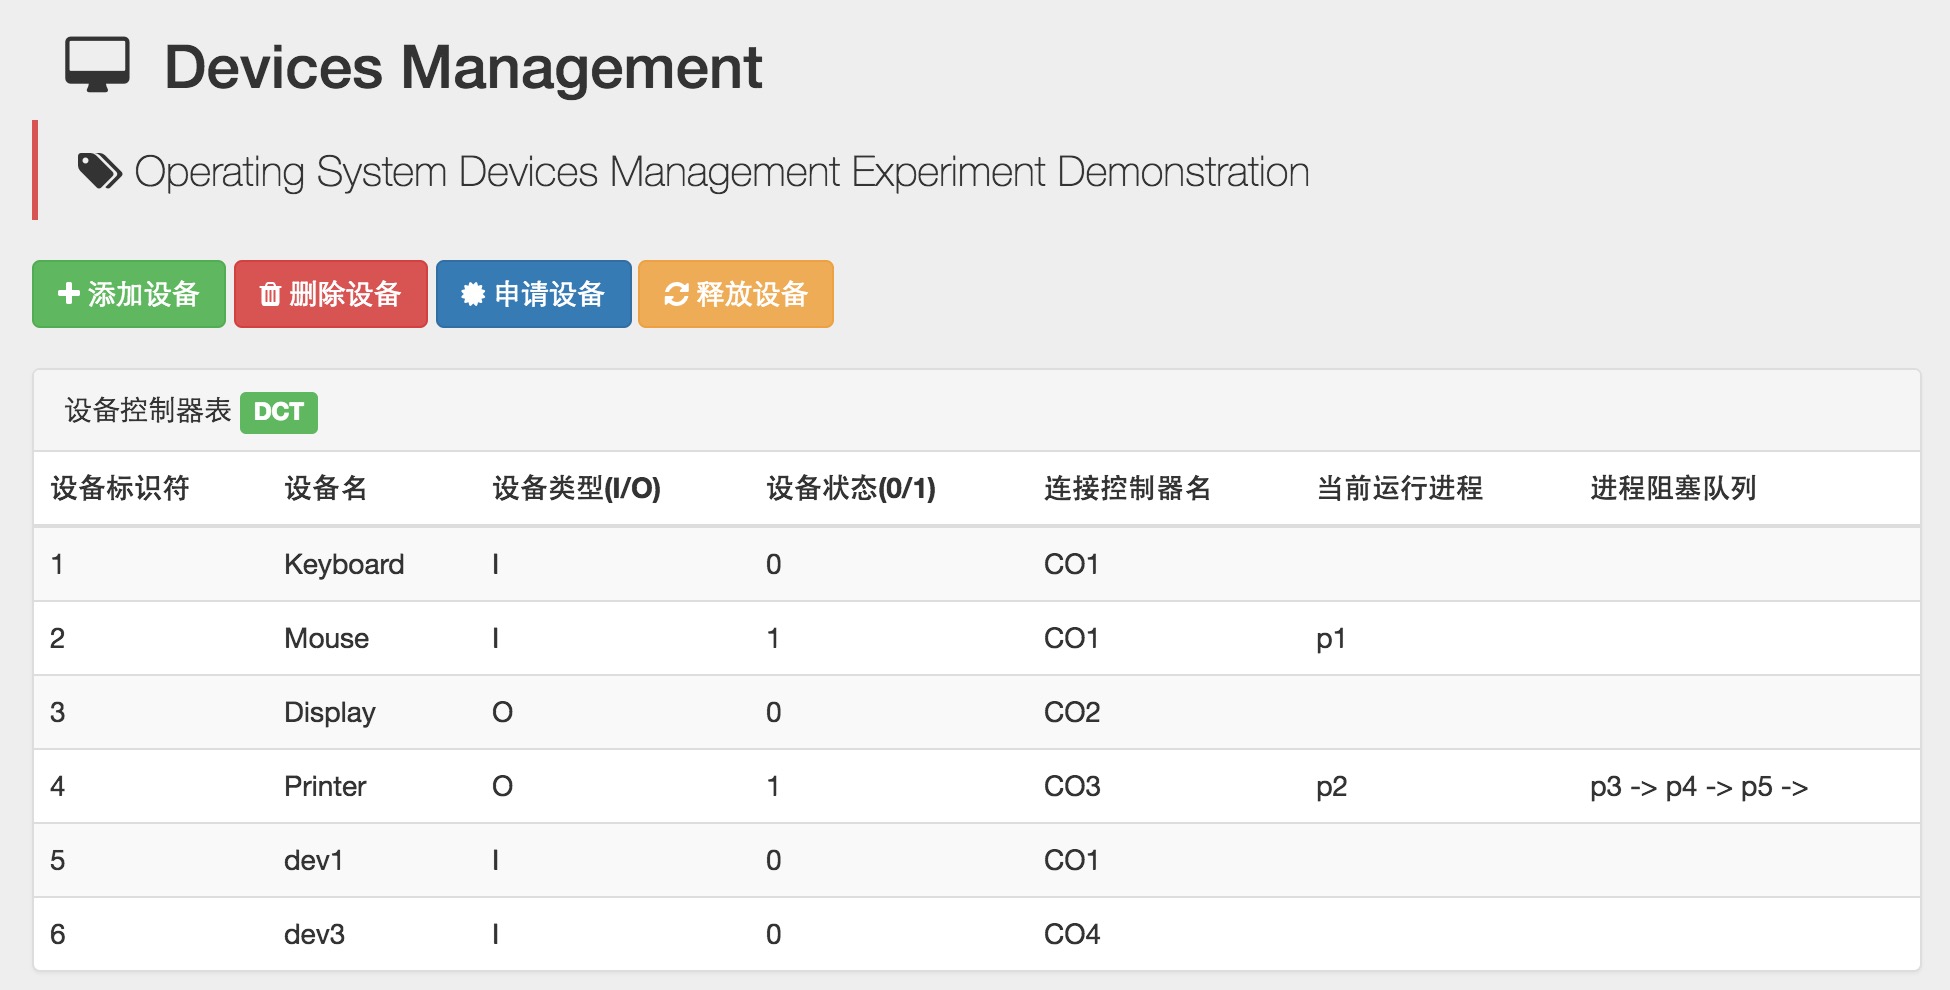 Devices Management
Operating System Devices Management Experiment Demonstration
添加设备 删除设备 申请设备 释放设备
设备控制器表 DCT
设备标识符 设备名 设备类型(I/O) 设备状态(0/1) 连接控制器名 当前运行进程 进程阻塞队列
1 Keyboard I 0 CO1
2 Mouse I 1 CO1 p1
3 Display O 0 CO2
4 Printer O 1 CO3 p2 p3 -> p4 -> p5 ->
5 dev1 I 0 CO1
6 dev3 I 0 CO4